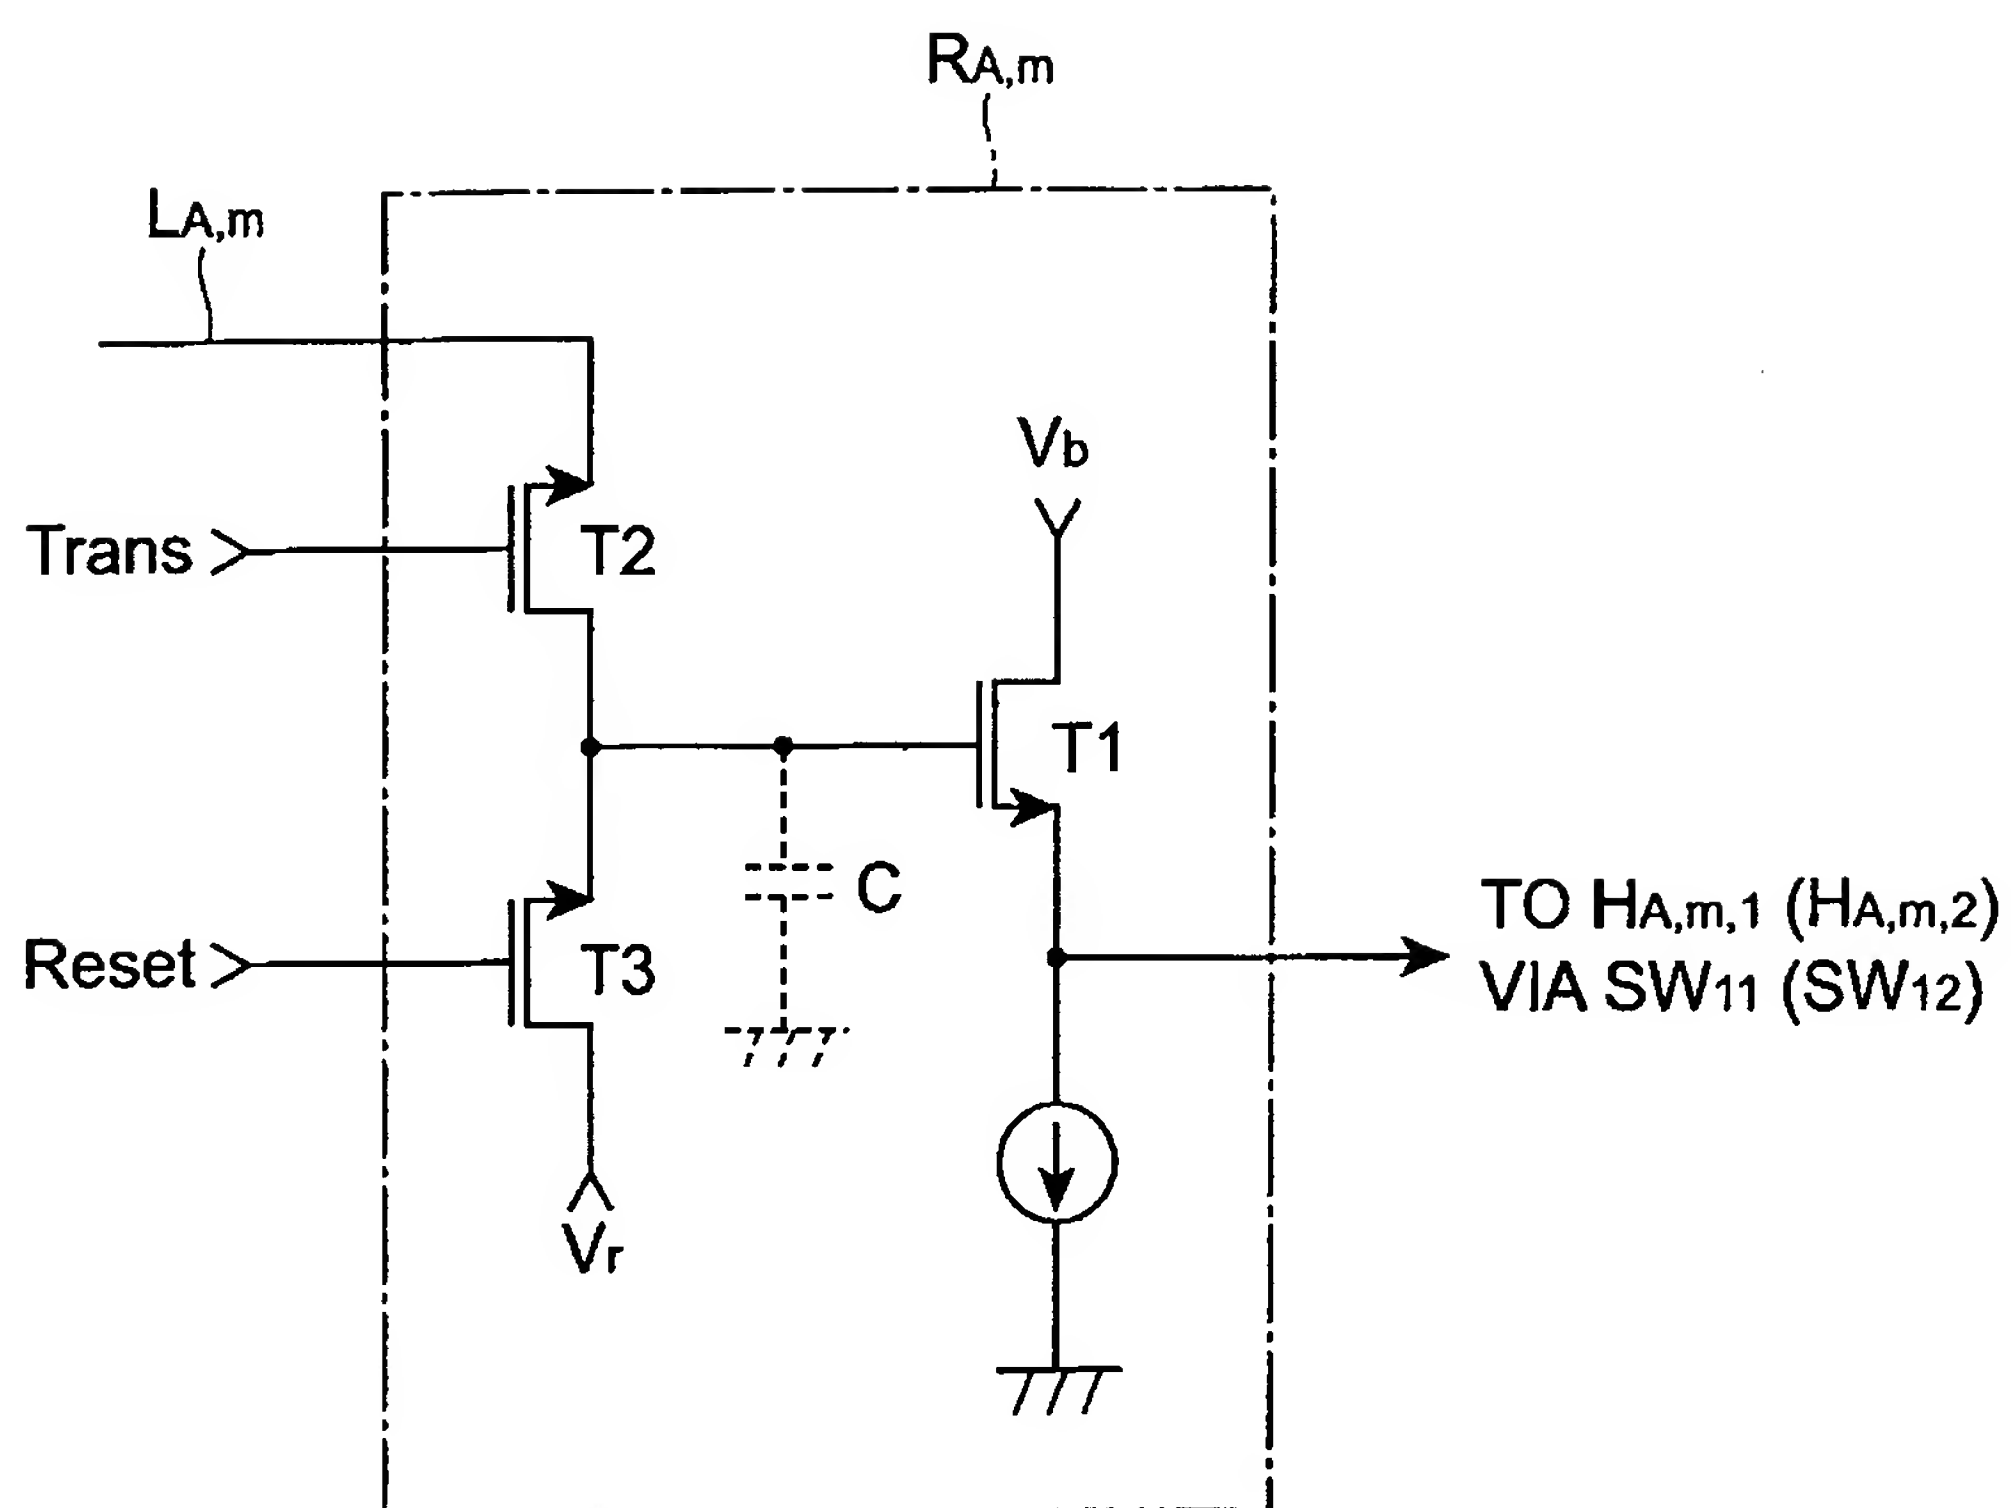 RA,m
LA,m
Vb
Trans
T2
T1
C
TO HA,m,1 (HA,m,2)
Reset
T3
VIA SW11 (SW12)
Vr